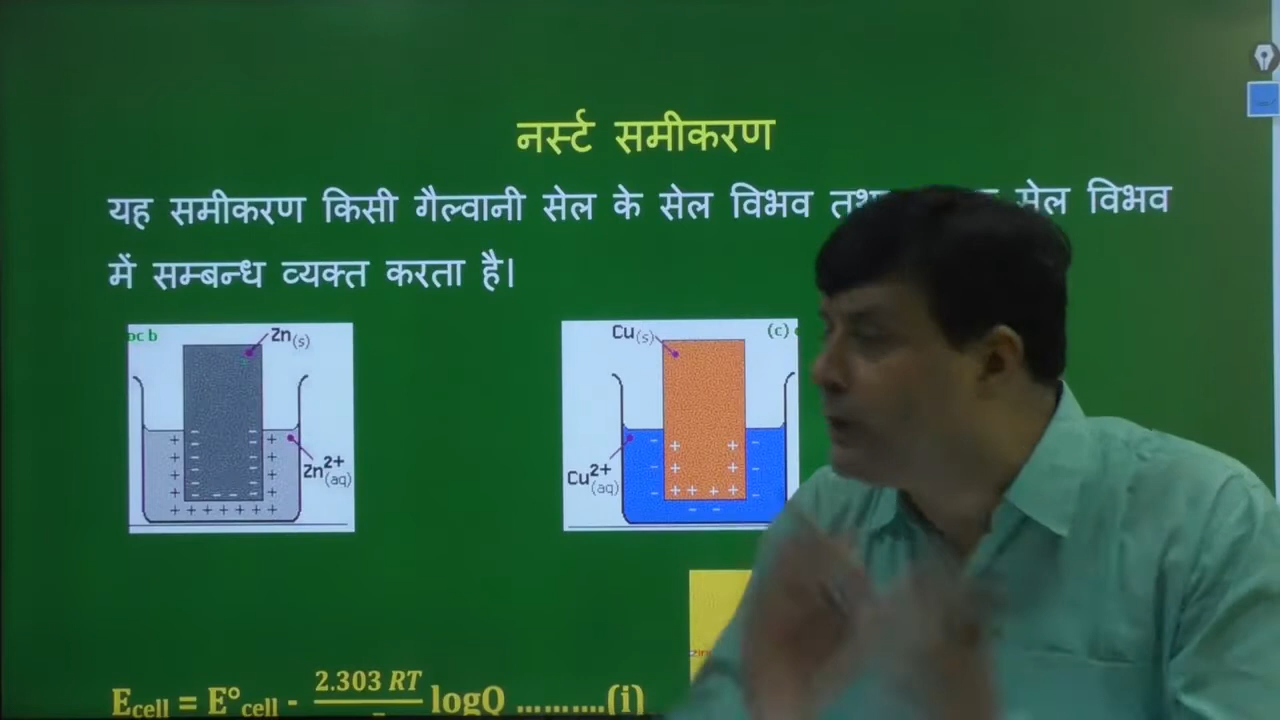 नर्स्ट समीकरण
यह समीकरण किसी गैल्वानी सेल के सेल विभव सेल विभव
में सम्बन्ध व्यक्त करता है।
oc b
Zn(s)
Zn2+(aq)
Cu(s)
(c)
Cu2+(aq)
Ecell = E°cell - 2.303 RT logQ ..........(i)